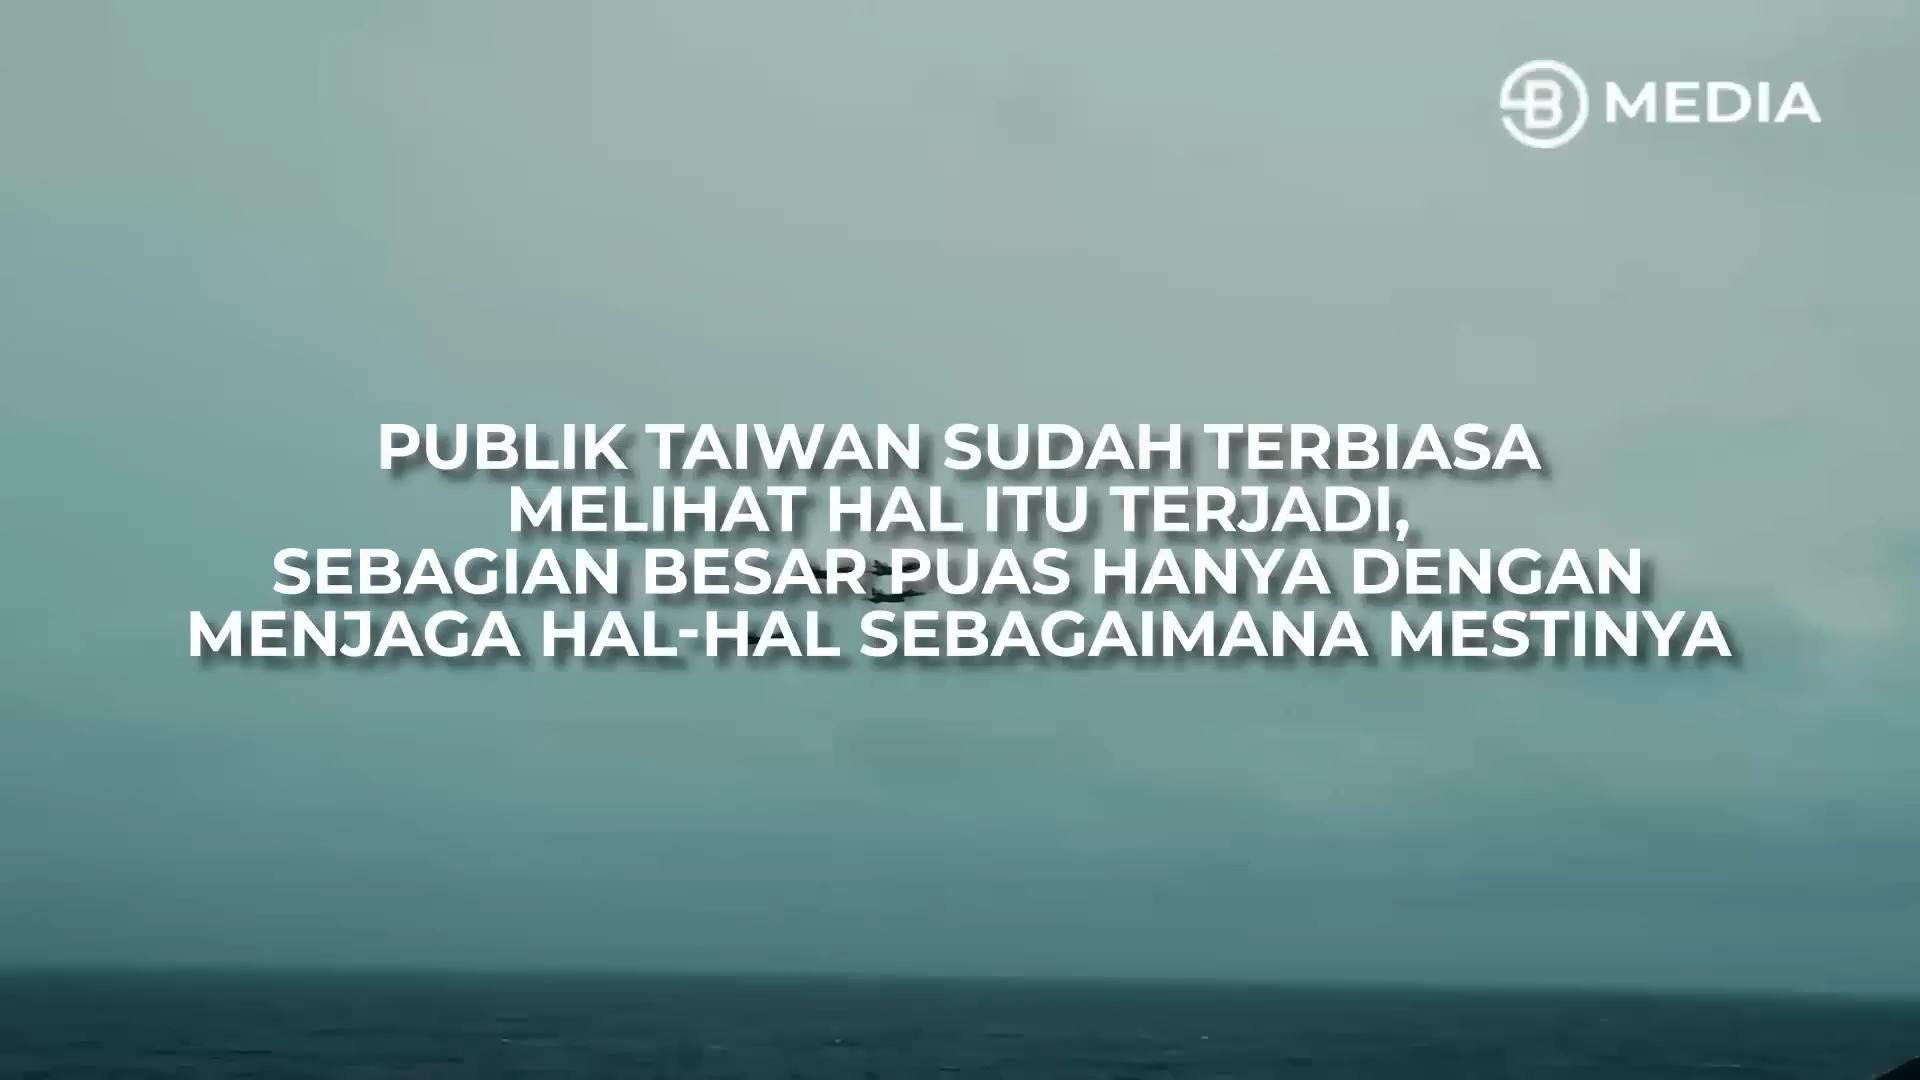 B MEDIA
PUBLIK TAIWAN SUDAH TERBIASA
MELIHAT HAL ITU TERJADI,
SEBAGIAN BESAR PUAS HANYA DENGAN
MENJAGA HAL-HAL SEBAGAIMANA MESTINYA